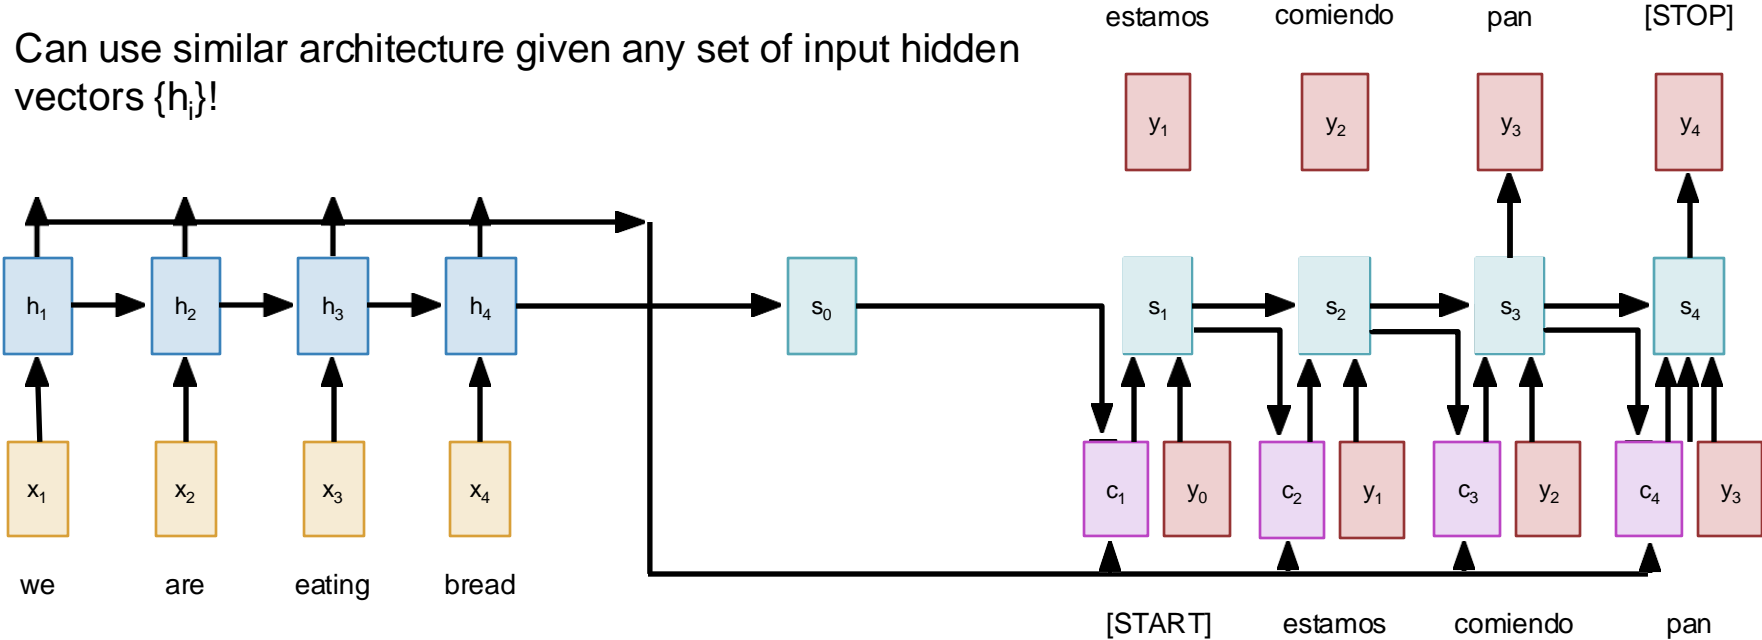 estamos comiendo pan [STOP]
Can use similar architecture given any set of input hidden
vectors {hᵢ}!
y₁ y₂ y₃ y₄
h₁ h₂ h₃ h₄ s₀ s₁ s₂ s₃ s₄
x₁ x₂ x₃ x₄ c₁ y₀ c₂ y₁ c₃ y₂ c₄ y₃
we are eating bread
[START] estamos comiendo pan